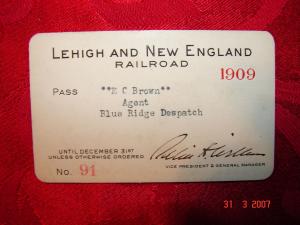 LEHIGH AND NEW ENGLAND
RAILROAD
1909
PASS **E C Brown**
Agent
Blue Ridge Despatch
UNTIL DECEMBER 31ST
UNLESS OTHERWISE ORDERED
VICE PRESIDENT & GENERAL MANAGER
No. 91
31 3 2007